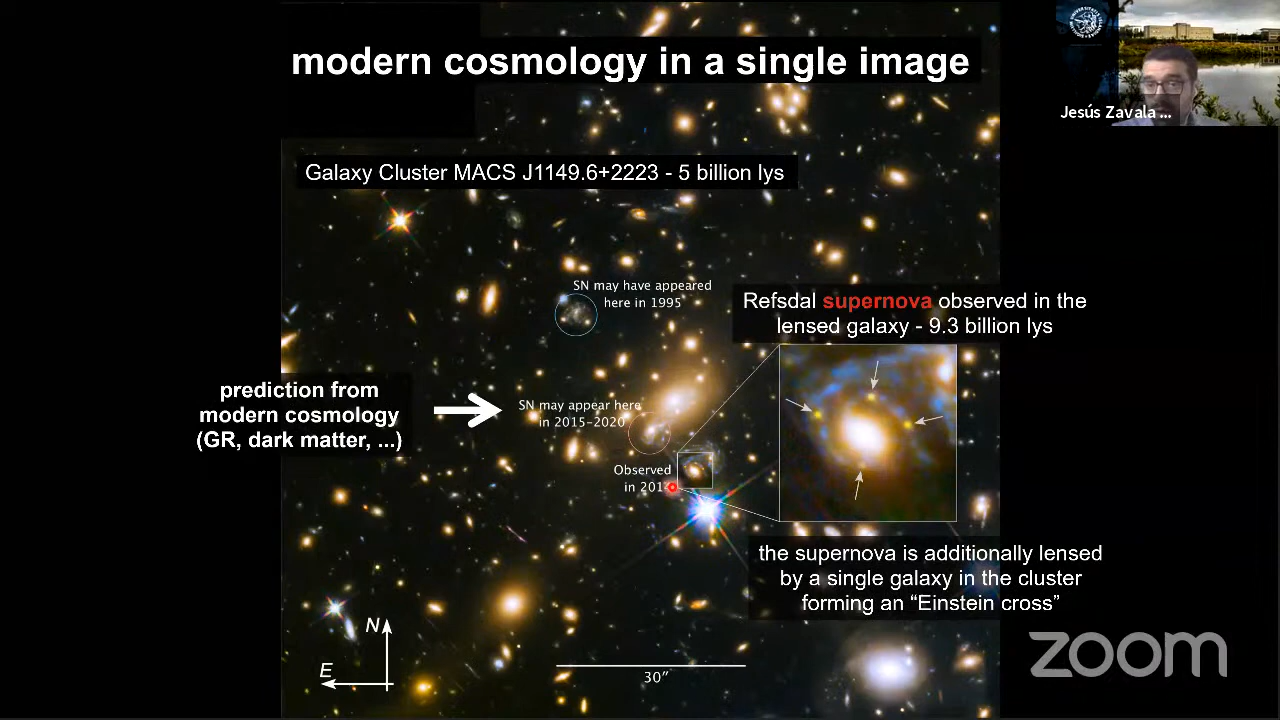 modern cosmology in a single image
Jesús Zavala ...
Galaxy Cluster MACS J1149.6+2223 - 5 billion lys
SN may have appeared
here in 1995
Refsdal supernova observed in the
lensed galaxy - 9.3 billion lys
prediction from
modern cosmology
(GR, dark matter, ...)
SN may appear here
in 2015-2020
Observed
in 2014
the supernova is additionally lensed
by a single galaxy in the cluster
forming an “Einstein cross”
N
E
30"
zoom